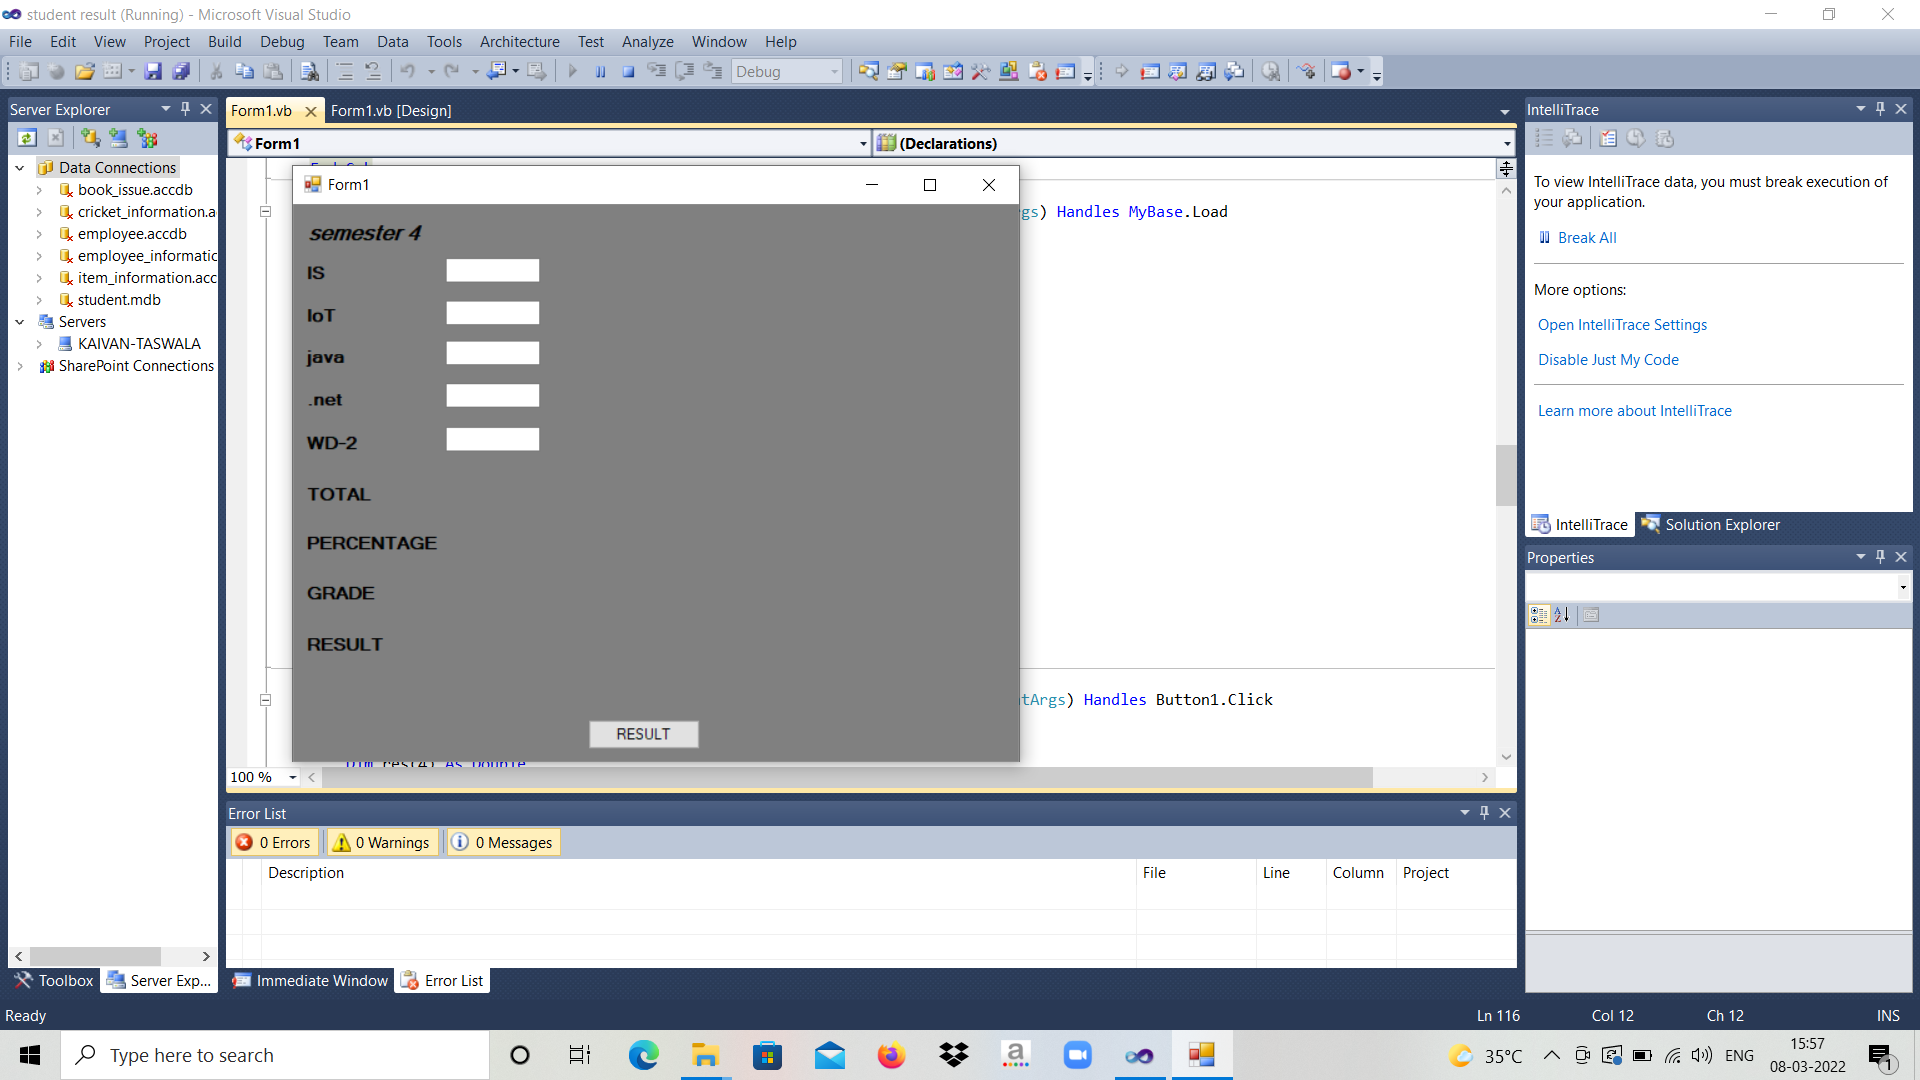 student result (Running) - Microsoft Visual Studio
File Edit View Project Build Debug Team Data Tools Architecture Test Analyze Window Help
Debug
Server Explorer
Data Connections
book_issue.accdb
cricket_information.a
employee.accdb
employee_informatic
item_information.acc
student.mdb
Servers
KAIVAN-TASWALA
SharePoint Connections
Toolbox Server Exp...
Form1.vb Form1.vb [Design]
Form1 (Declarations)
gs) Handles MyBase.Load
tArgs) Handles Button1.Click
Dim res(4) As Double
100 %
Form1
semester 4
IS
IoT
java
.net
WD-2
TOTAL
PERCENTAGE
GRADE
RESULT
RESULT
Error List
0 Errors 0 Warnings 0 Messages
Description File Line Column Project
Immediate Window Error List
IntelliTrace
To view IntelliTrace data, you must break execution of
your application.
Break All
More options:
Open IntelliTrace Settings
Disable Just My Code
Learn more about IntelliTrace
IntelliTrace Solution Explorer
Properties
Ready Ln 116 Col 12 Ch 12 INS
Type here to search
35°C ENG 15:57
08-03-2022
1